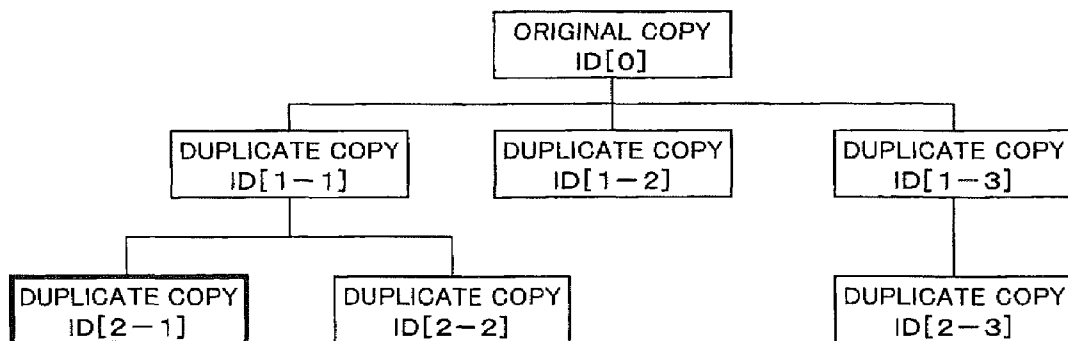 ORIGINAL COPY
ID[0]
DUPLICATE COPY
ID[1-1]
DUPLICATE COPY
ID[1-2]
DUPLICATE COPY
ID[1-3]
DUPLICATE COPY
ID[2-1]
DUPLICATE COPY
ID[2-2]
DUPLICATE COPY
ID[2-3]